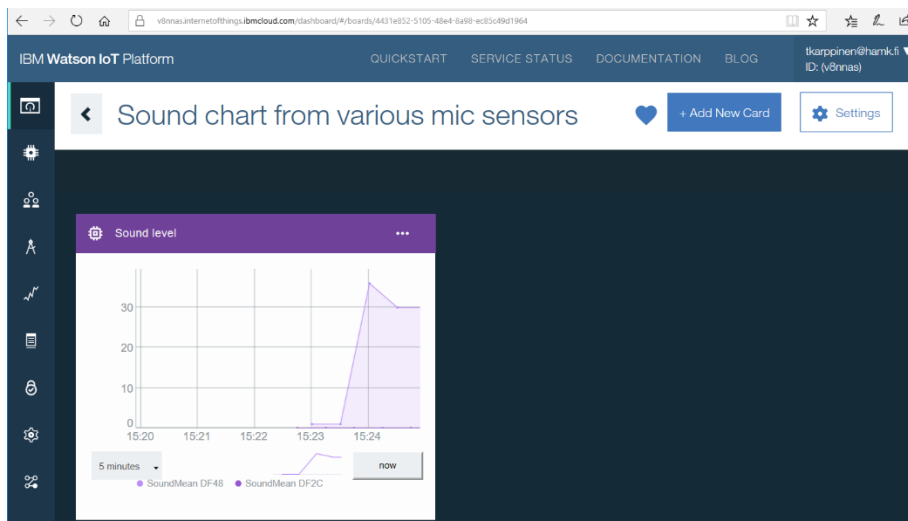 v8nnas.internetofthings.ibmcloud.com/dashboard/#/boards/4431e852-5105-48e4-8a98-ec85c49d1964
IBM Watson IoT Platform
QUICKSTART
SERVICE STATUS
DOCUMENTATION
BLOG
tkarppinen@hamk.fi
ID: (v8nnas)
Sound chart from various mic sensors
+ Add New Card
Settings
Sound level
30
20
10
0
15:20 15:21 15:22 15:23 15:24
5 minutes
now
SoundMean DF48 SoundMean DF2C